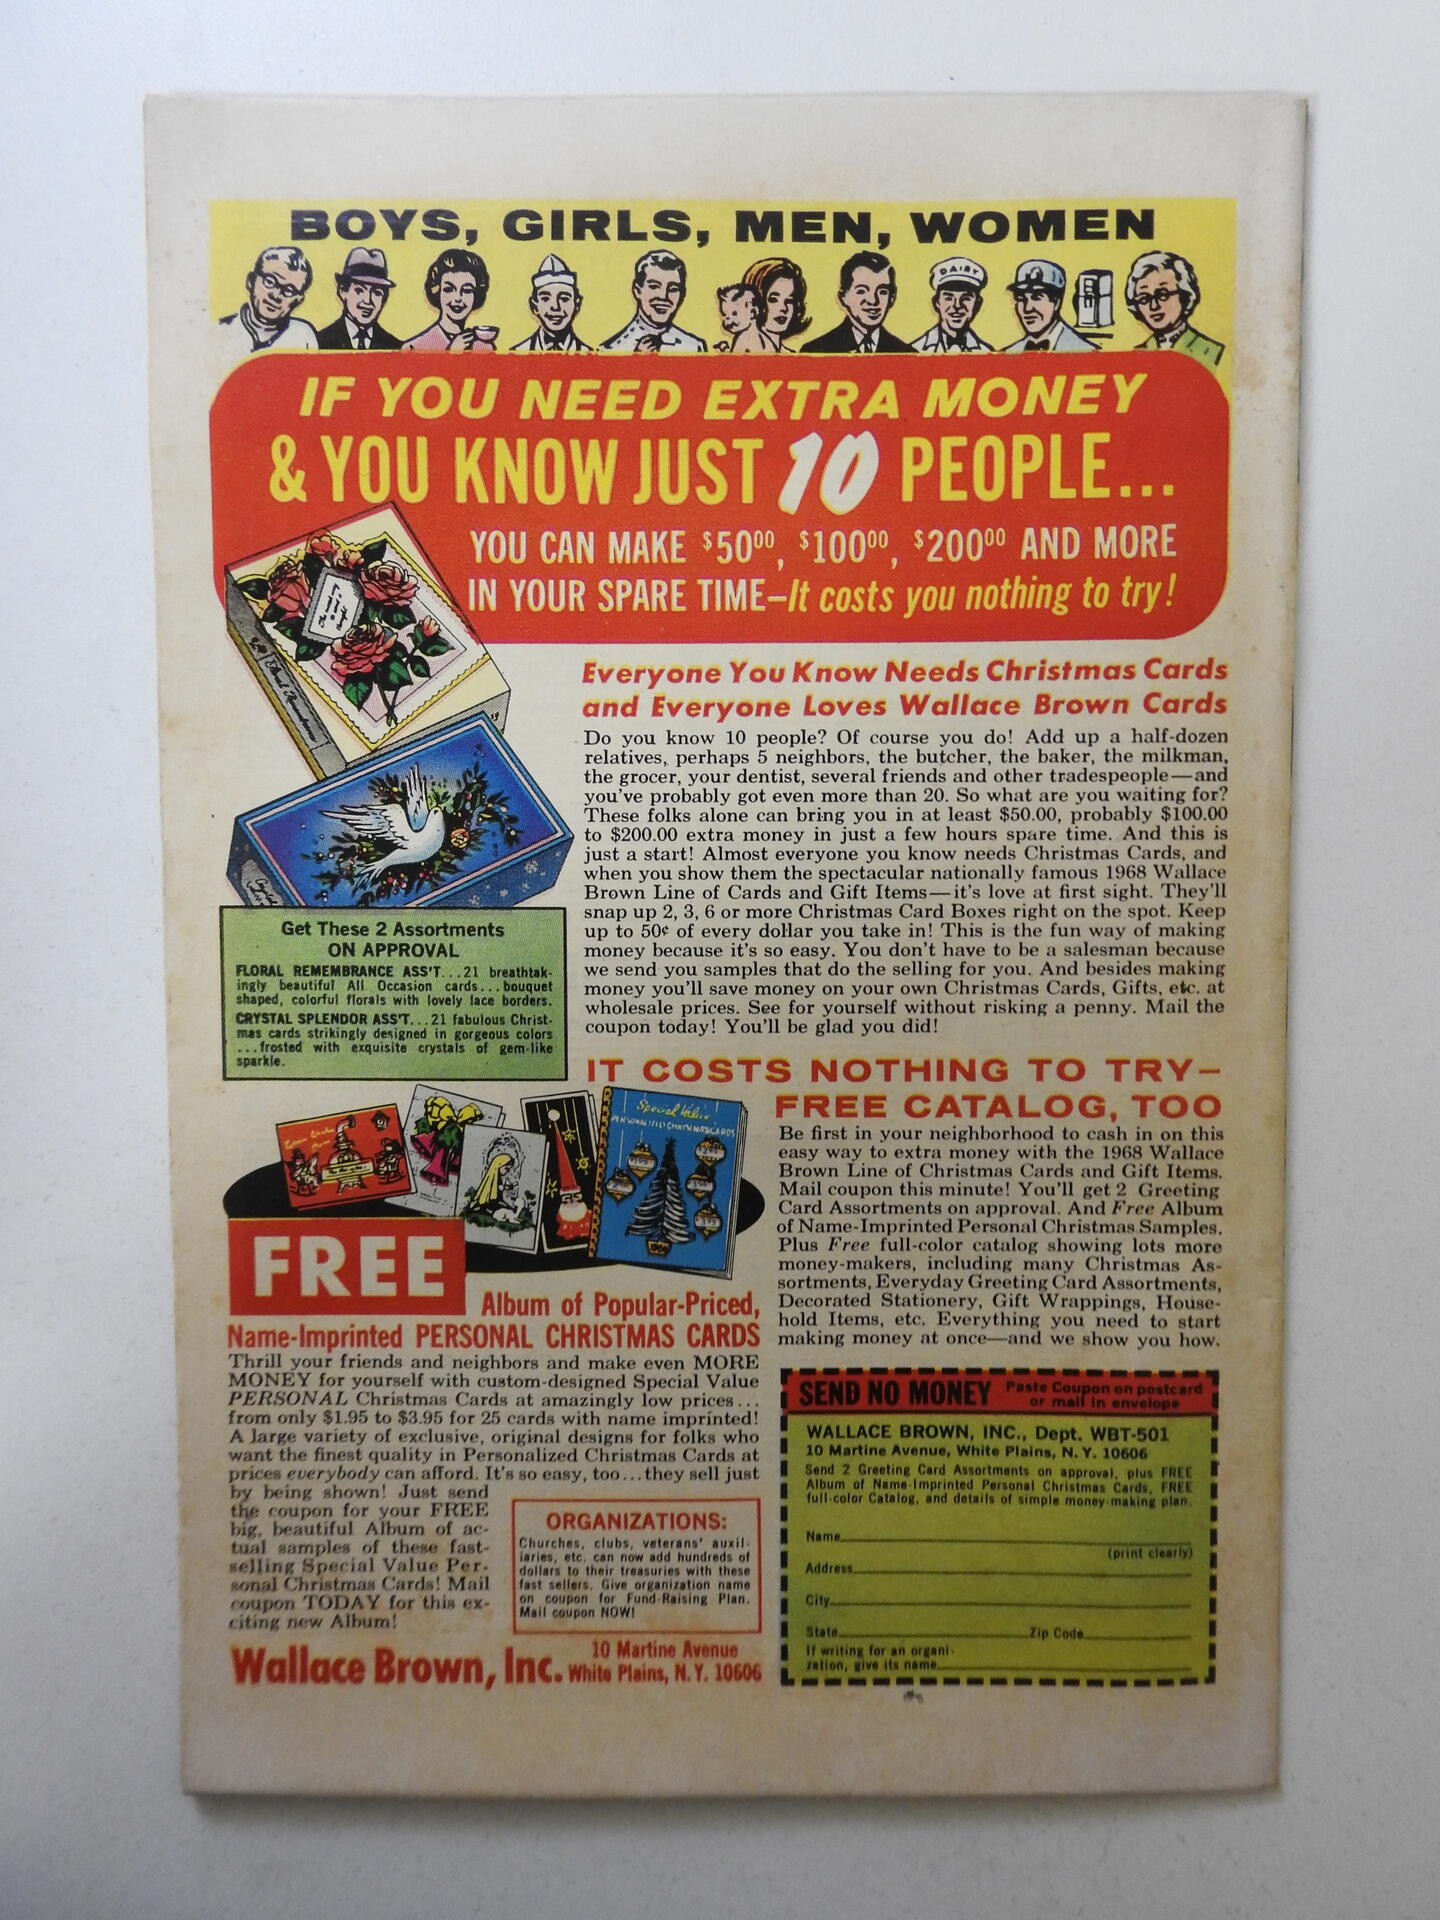 BOYS, GIRLS, MEN, WOMEN
DAIRY
IF YOU NEED EXTRA MONEY
& YOU KNOW JUST 10 PEOPLE...
YOU CAN MAKE $5000, $10000, $20000 AND MORE
IN YOUR SPARE TIME–It costs you nothing to try!
Everyone You Know Needs Christmas Cards
and Everyone Loves Wallace Brown Cards
Do you know 10 people? Of course you do! Add up a half-dozen
relatives, perhaps 5 neighbors, the butcher, the baker, the milkman,
the grocer, your dentist, several friends and other tradespeople—and
you've probably got even more than 20. So what are you waiting for?
These folks alone can bring you in at least $50.00, probably $100.00
to $200.00 extra money in just a few hours spare time. And this is
just a start! Almost everyone you know needs Christmas Cards, and
when you show them the spectacular nationally famous 1968 Wallace
Brown Line of Cards and Gift Items—it's love at first sight. They'll
snap up 2, 3, 6 or more Christmas Card Boxes right on the spot. Keep
up to 50¢ of every dollar you take in! This is the fun way of making
money because it's so easy. You don't have to be a salesman because
we send you samples that do the selling for you. And besides making
money you'll save money on your own Christmas Cards, Gifts, etc. at
wholesale prices. See for yourself without risking a penny. Mail the
coupon today! You'll be glad you did!
Get These 2 Assortments
ON APPROVAL
FLORAL REMEMBRANCE ASS'T...21 breathtak-
ingly beautiful All Occasion cards...bouquet
shaped, colorful florals with lovely lace borders.
CRYSTAL SPLENDOR ASS'T...21 fabulous Christ-
mas cards strikingly designed in gorgeous colors
...frosted with exquisite crystals of gem-like
sparkle.
IT COSTS NOTHING TO TRY–
FREE CATALOG, TOO
Be first in your neighborhood to cash in on this
easy way to extra money with the 1968 Wallace
Brown Line of Christmas Cards and Gift Items.
Mail coupon this minute! You'll get 2 Greeting
Card Assortments on approval. And Free Album
of Name-Imprinted Personal Christmas Samples.
Plus Free full-color catalog showing lots more
money-makers, including many Christmas As-
sortments, Everyday Greeting Card Assortments,
Decorated Stationery, Gift Wrappings, House-
hold Items, etc. Everything you need to start
making money at once—and we show you how.
Special Value
PERSONALIZED CHRISTMAS CARDS
FREE
Album of Popular-Priced,
Name-Imprinted PERSONAL CHRISTMAS CARDS
Thrill your friends and neighbors and make even MORE
MONEY for yourself with custom-designed Special Value
PERSONAL Christmas Cards at amazingly low prices...
from only $1.95 to $3.95 for 25 cards with name imprinted!
A large variety of exclusive, original designs for folks who
want the finest quality in Personalized Christmas Cards at
prices everybody can afford. It's so easy, too...they sell just
by being shown! Just send
the coupon for your FREE
big, beautiful Album of ac-
tual samples of these fast-
selling Special Value Per-
sonal Christmas Cards! Mail
coupon TODAY for this ex-
citing new Album!
ORGANIZATIONS:
Churches, clubs, veterans' auxil-
iaries, etc. can now add hundreds of
dollars to their treasuries with these
fast sellers. Give organization name
on coupon for Fund-Raising Plan.
Mail coupon NOW!
Wallace Brown, Inc. 10 Martine Avenue
White Plains, N. Y. 10606
SEND NO MONEY Paste Coupon on postcard
or mail in envelope
WALLACE BROWN, INC., Dept. WBT-501
10 Martine Avenue, White Plains, N. Y. 10606
Send 2 Greeting Card Assortments on approval, plus FREE
Album of Name-Imprinted Personal Christmas Cards, FREE
full-color Catalog, and details of simple money-making plan.
Name
(print clearly)
Address
City
State Zip Code
If writing for an organi-
zation, give its name